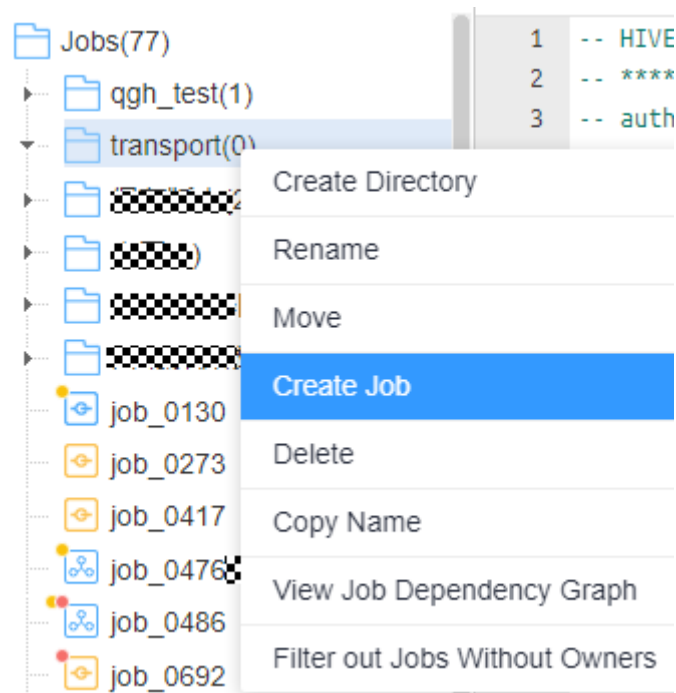 Jobs(77)
qgh_test(1)
transport(0)
job_0130
job_0273
job_0417
job_0476
job_0486
job_0692
Create Directory
Rename
Move
Create Job
Delete
Copy Name
View Job Dependency Graph
Filter out Jobs Without Owners
1 -- HIVE
2 -- ****
3 -- auth